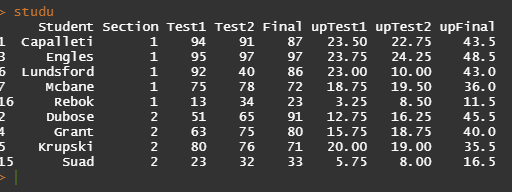 > studu
Student Section Test1 Test2 Final upTest1 upTest2 upFinal
1 Capalleti 1 94 91 87 23.50 22.75 43.5
3 Engles 1 95 97 97 23.75 24.25 48.5
6 Lundsford 1 92 40 86 23.00 10.00 43.0
7 Mcbane 1 75 78 72 18.75 19.50 36.0
16 Rebok 1 13 34 23 3.25 8.50 11.5
2 Dubose 2 51 65 91 12.75 16.25 45.5
4 Grant 2 63 75 80 15.75 18.75 40.0
5 Krupski 2 80 76 71 20.00 19.00 35.5
15 Suad 2 23 32 33 5.75 8.00 16.5
>